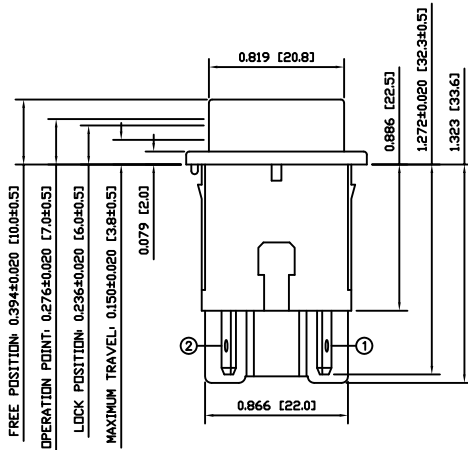 0.819 [20.8]
0.886 [22.5]
1.272±0.020 [32.3±0.5]
1.323 [33.6]
FREE POSITION: 0.394±0.020 [10.0±0.5]
OPERATION POINT: 0.276±0.020 [7.0±0.5]
LOCK POSITION: 0.236±0.020 [6.0±0.5]
MAXIMUM TRAVEL: 0.150±0.020 [3.8±0.5]
0.079 [2.0]
2
1
0.866 [22.0]